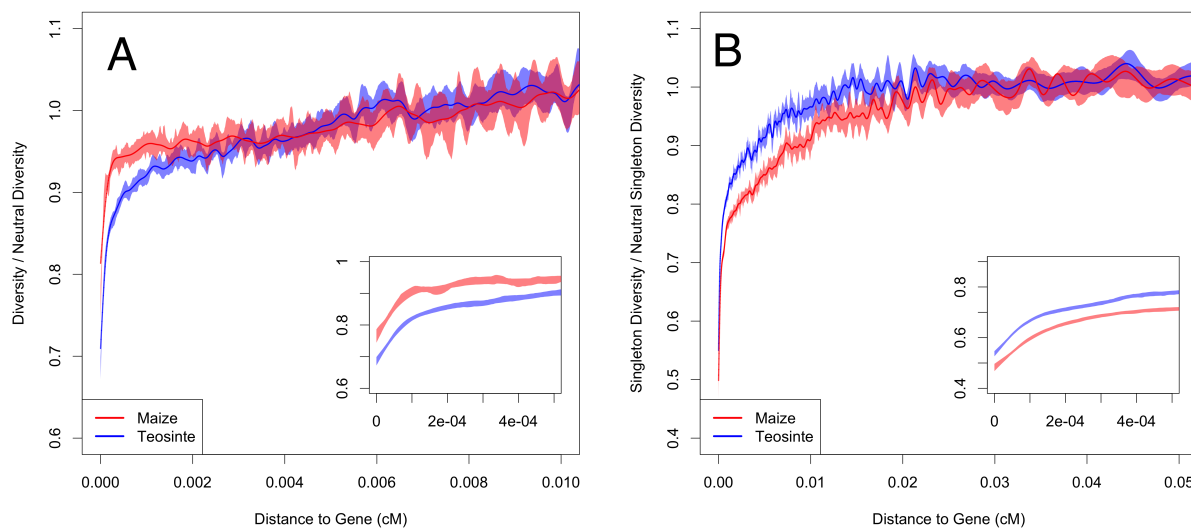 A
Diversity / Neutral Diversity
1.1
1.0
0.9
0.8
0.7
0.6
1
0.8
0.6
0
2e-04
4e-04
Maize
Teosinte
0.000
0.002
0.004
0.006
0.008
0.010
Distance to Gene (cM)
B
Singleton Diversity / Neutral Singleton Diversity
1.1
1.0
0.9
0.8
0.7
0.6
0.5
0.4
0.8
0.6
0.4
0
2e-04
4e-04
Maize
Teosinte
0.00
0.01
0.02
0.03
0.04
0.05
Distance to Gene (cM)